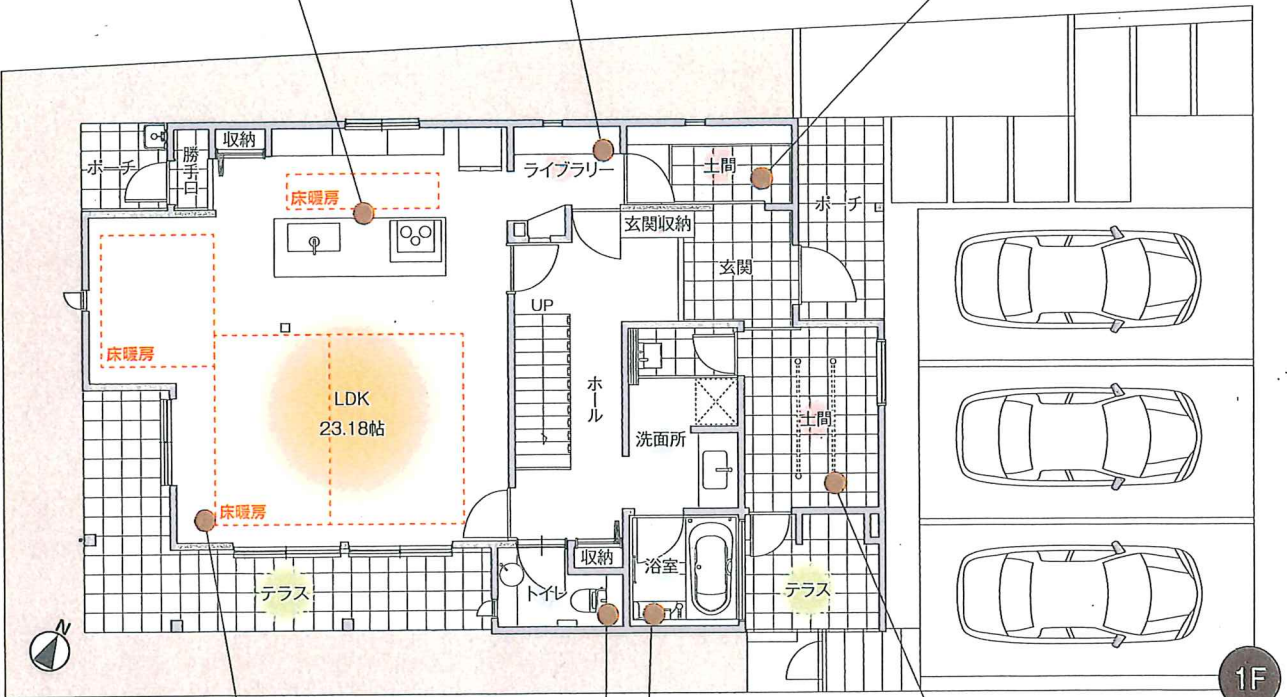 収納
ポーチ
勝手口
ライブラリー
土間
床暖房
玄関収納
ポーチ
玄関
UP
床暖房
LDK
23.18帖
ホール
洗面所
土間
床暖房
収納
浴室
トイレ
テラス
テラス
N
1F